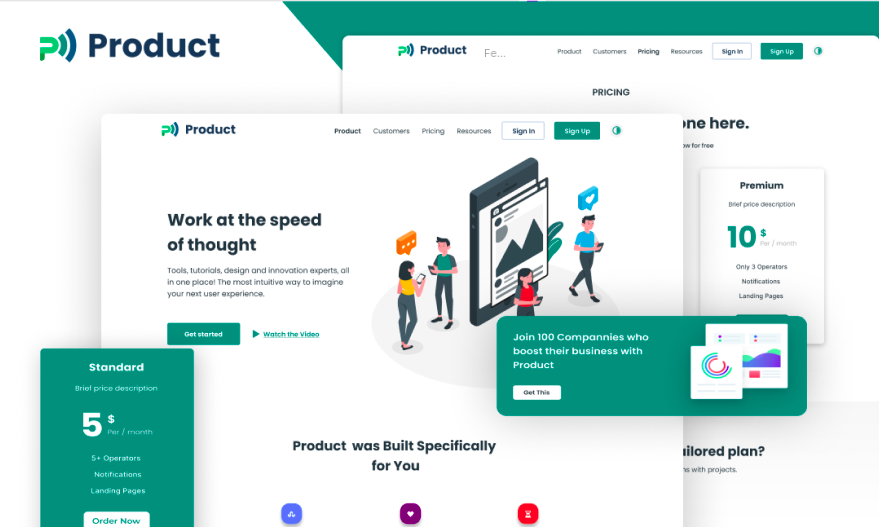 Product
Product
Fe...
Product
Customers
Pricing
Resources
Sign In
Sign Up
PRICING
one here.
ow for free
Premium
Brief price description
10 $
Per / month
Only 3 Operators
Notifications
Landing Pages
Product
Product
Customers
Pricing
Resources
Sign In
Sign Up
Work at the speed
of thought
Tools, tutorials, design and innovation experts, all
in one place! The most intuitive way to imagine
your next user experience.
Get started
Watch the Video
Join 100 Compannies who
boost their business with
Product
Get This
Standard
Brief price description
5 $
Per / month
5+ Operators
Notifications
Landing Pages
Order Now
Product was Built Specifically
for You
ailored plan?
ns with projects.